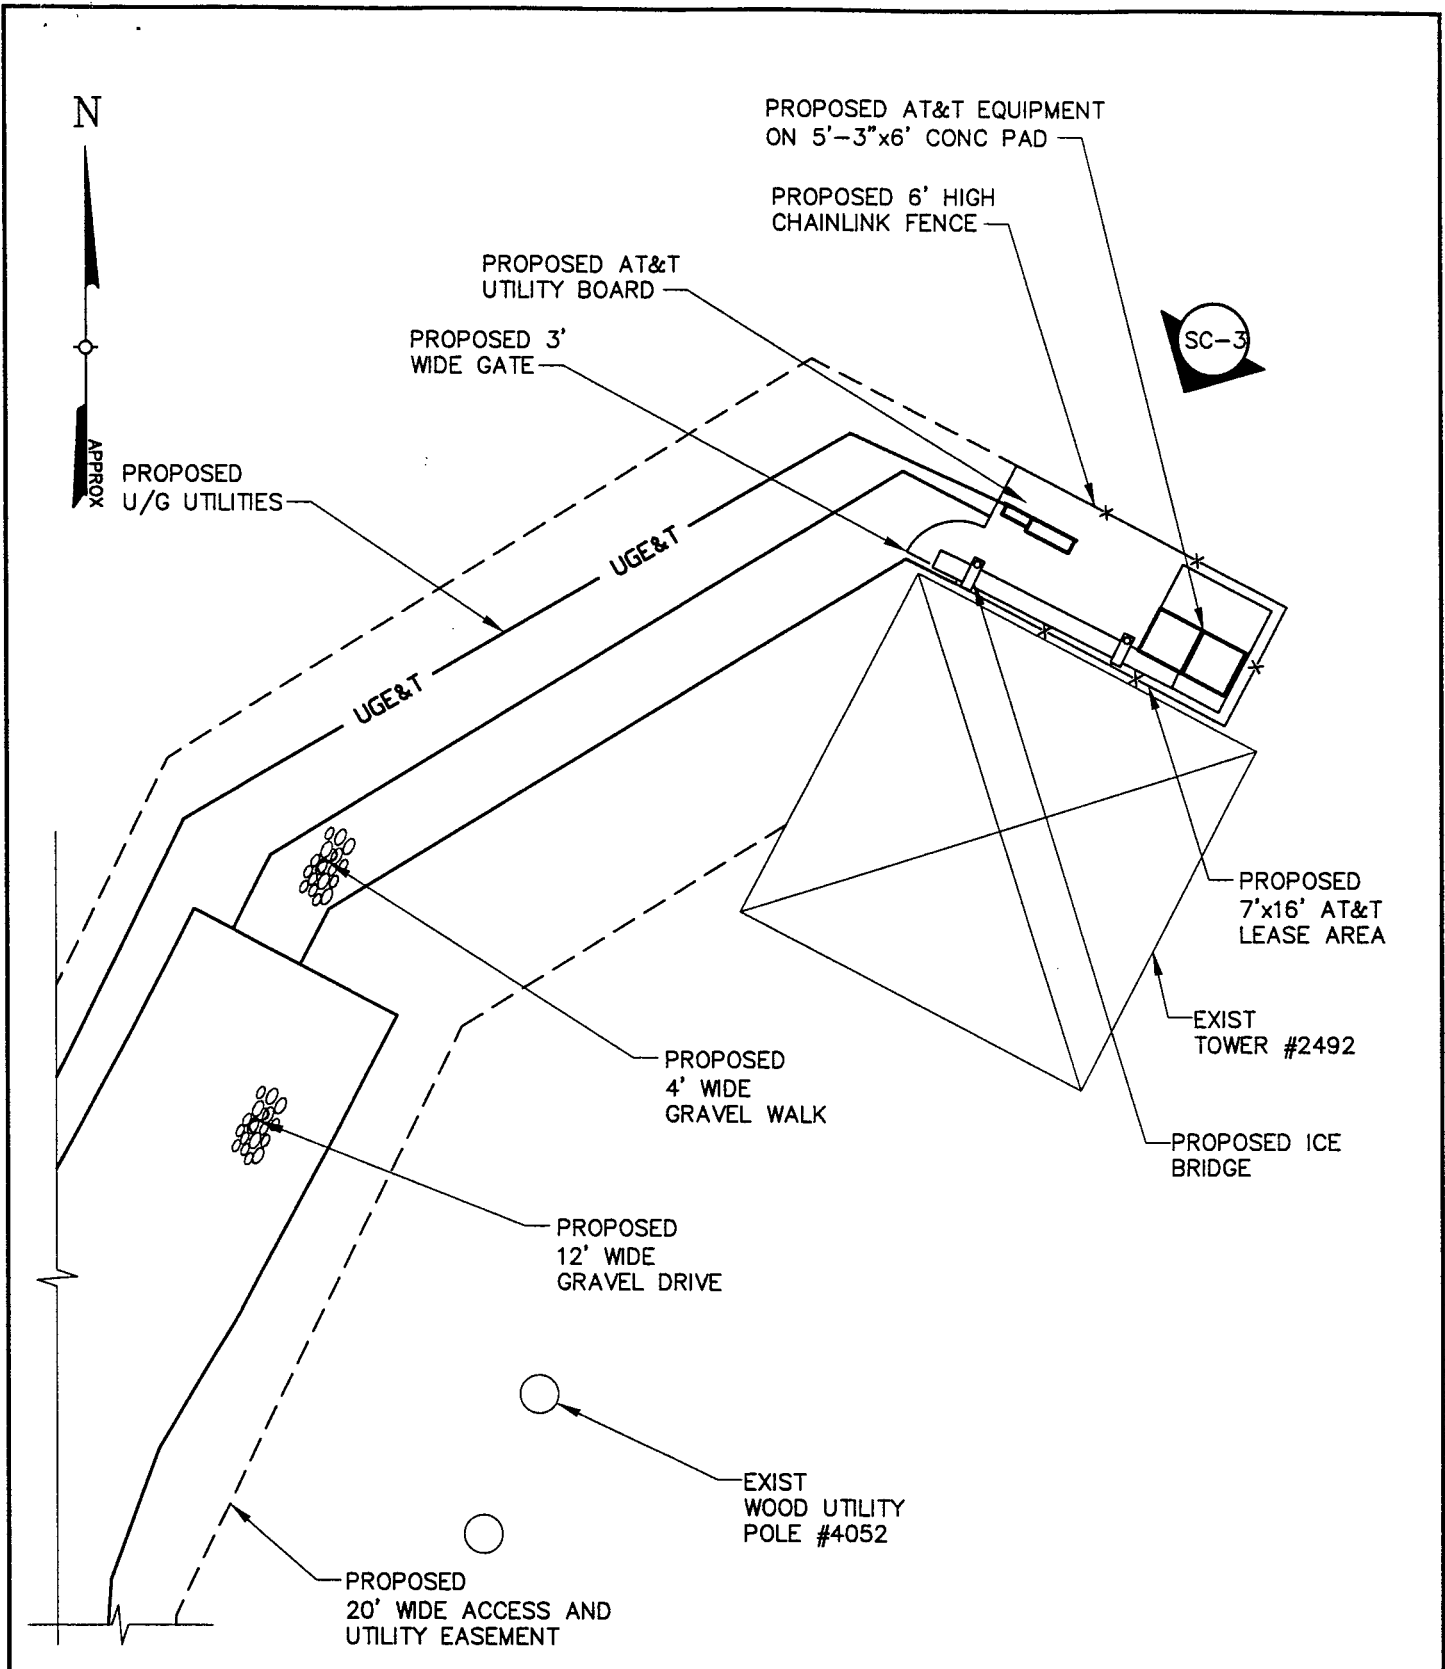 N
APPROX
PROPOSED AT&T EQUIPMENT
ON 5'-3"x6' CONC PAD
PROPOSED 6' HIGH
CHAINLINK FENCE
PROPOSED AT&T
UTILITY BOARD
PROPOSED 3'
WIDE GATE
SC-3
PROPOSED
U/G UTILITIES
UGE&T
UGE&T
PROPOSED
7'x16' AT&T
LEASE AREA
EXIST
TOWER #2492
PROPOSED
4' WIDE
GRAVEL WALK
PROPOSED ICE
BRIDGE
PROPOSED
12' WIDE
GRAVEL DRIVE
EXIST
WOOD UTILITY
POLE #4052
PROPOSED
20' WIDE ACCESS AND
UTILITY EASEMENT